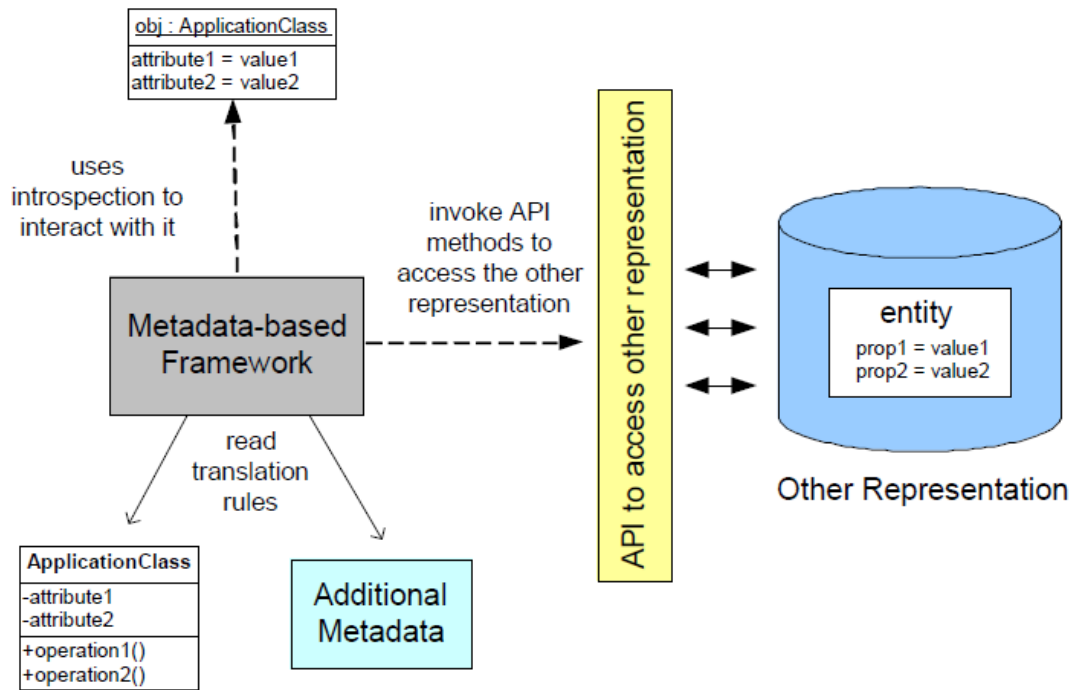 obj : ApplicationClass
attribute1 = value1
attribute2 = value2
uses
introspection to
interact with it
invoke API
methods to
access the other
representation
API to access other representation
entity
prop1 = value1
prop2 = value2
Other Representation
Metadata-based
Framework
read
translation
rules
ApplicationClass
-attribute1
-attribute2
+operation1()
+operation2()
Additional
Metadata